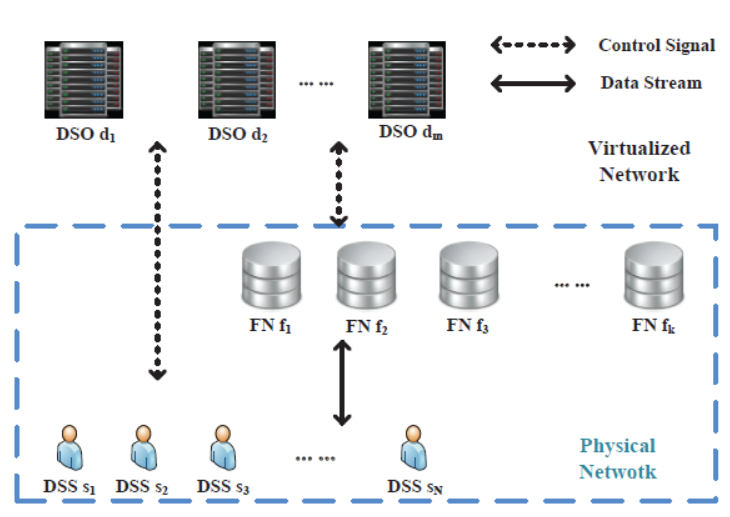 Control Signal
Data Stream
DSO d1
DSO d2
... ...
DSO dm
Virtualized
Network
FN f1
FN f2
FN f3
... ...
FN fk
DSS s1
DSS s2
DSS s3
... ...
DSS sN
Physical
Netwotk